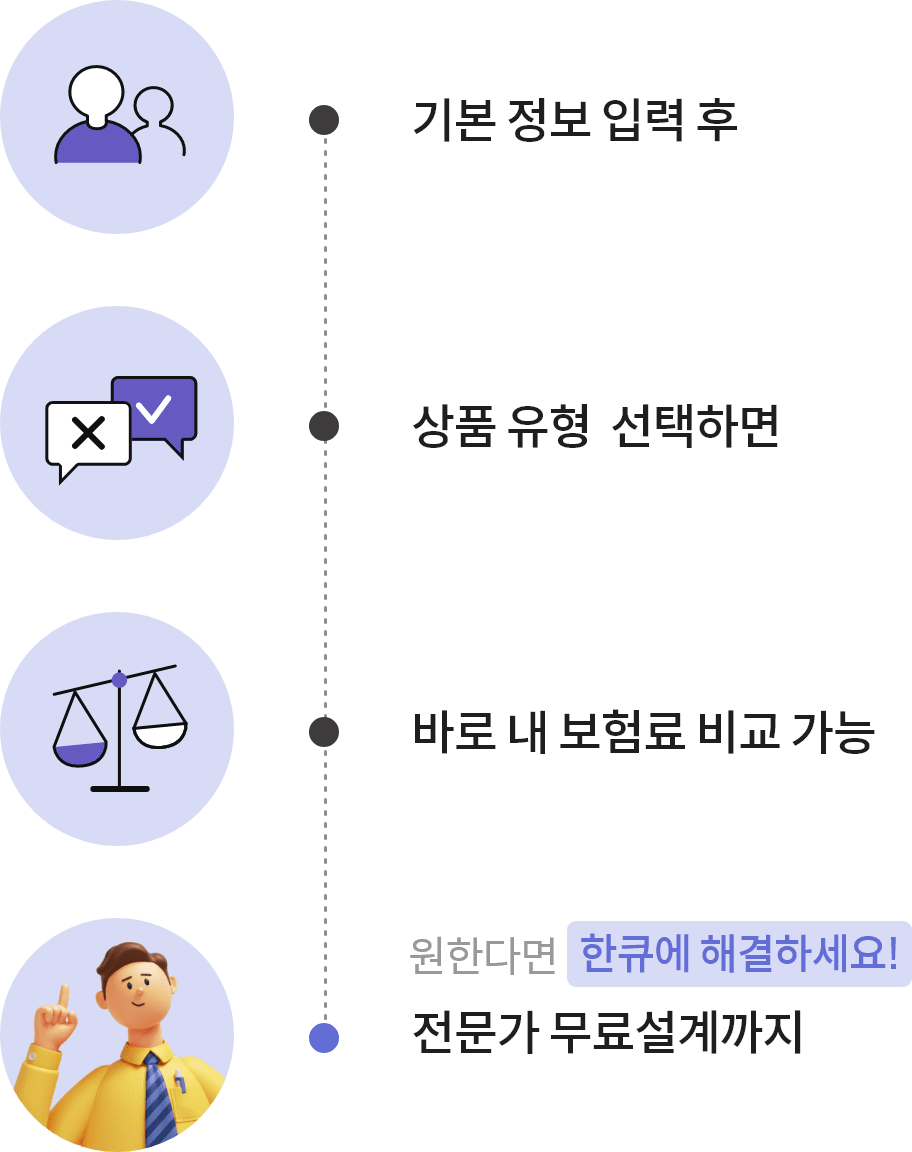 기본 정보 입력 후
상품 유형 선택하면
바로 내 보험료 비교 가능
원한다면 한큐에 해결하세요!
전문가 무료설계까지